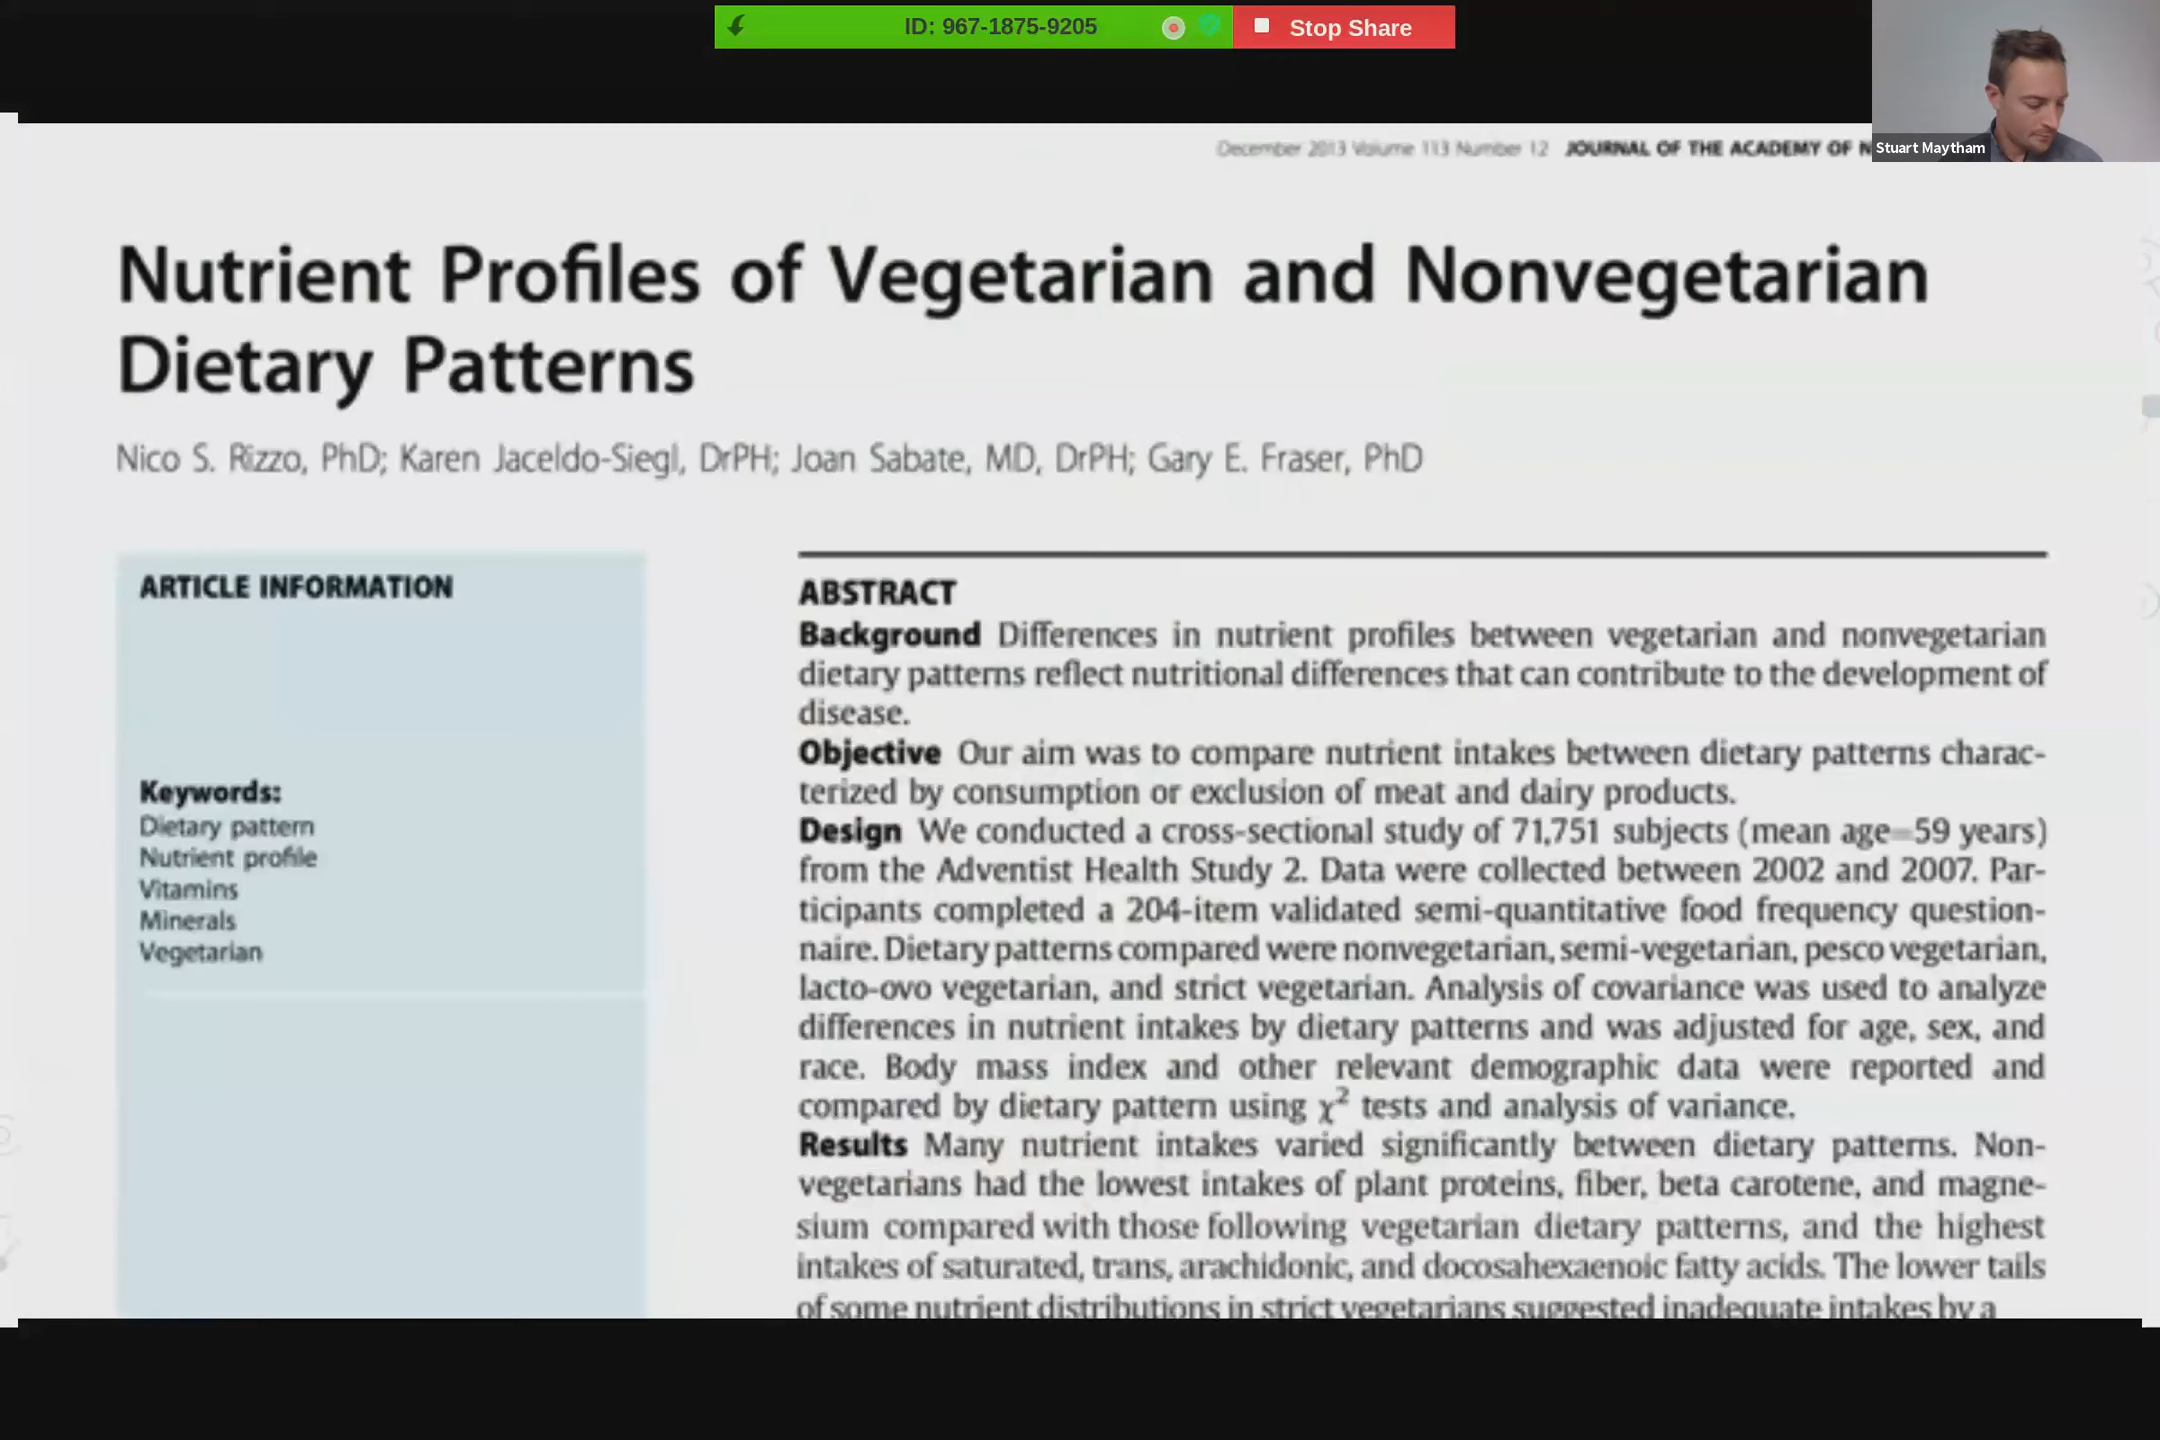 ID: 967-1875-9205
Stop Share
Stuart Maytham
December 2013 Volume 113 Number 12 JOURNAL OF THE ACADEMY OF N
Nutrient Profiles of Vegetarian and Nonvegetarian
Dietary Patterns
Nico S. Rizzo, PhD; Karen Jaceldo-Siegl, DrPH; Joan Sabate, MD, DrPH; Gary E. Fraser, PhD
ARTICLE INFORMATION
Keywords:
Dietary pattern
Nutrient profile
Vitamins
Minerals
Vegetarian
ABSTRACT
Background Differences in nutrient profiles between vegetarian and nonvegetarian
dietary patterns reflect nutritional differences that can contribute to the development of
disease.
Objective Our aim was to compare nutrient intakes between dietary patterns charac-
terized by consumption or exclusion of meat and dairy products.
Design We conducted a cross-sectional study of 71,751 subjects (mean age=59 years)
from the Adventist Health Study 2. Data were collected between 2002 and 2007. Par-
ticipants completed a 204-item validated semi-quantitative food frequency question-
naire. Dietary patterns compared were nonvegetarian, semi-vegetarian, pesco vegetarian,
lacto-ovo vegetarian, and strict vegetarian. Analysis of covariance was used to analyze
differences in nutrient intakes by dietary patterns and was adjusted for age, sex, and
race. Body mass index and other relevant demographic data were reported and
compared by dietary pattern using χ² tests and analysis of variance.
Results Many nutrient intakes varied significantly between dietary patterns. Non-
vegetarians had the lowest intakes of plant proteins, fiber, beta carotene, and magne-
sium compared with those following vegetarian dietary patterns, and the highest
intakes of saturated, trans, arachidonic, and docosahexaenoic fatty acids. The lower tails
of some nutrient distributions in strict vegetarians suggested inadequate intakes by a